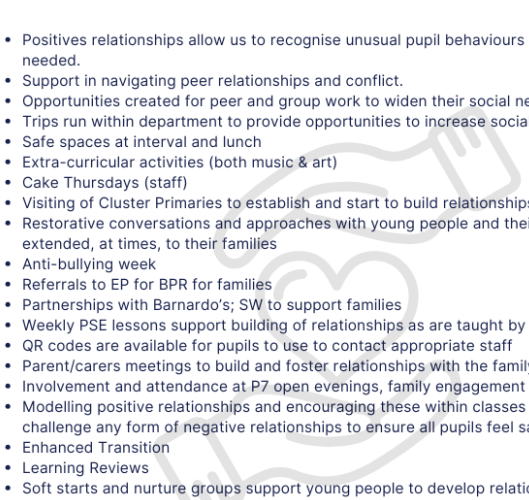 • Positives relationships allow us to recognise unusual pupil behaviours
needed.
• Support in navigating peer relationships and conflict.
• Opportunities created for peer and group work to widen their social
• Trips run within department to provide opportunities to increase
• Safe spaces at interval and lunch
• Extra-curricular activities (both music & art)
• Cake Thursdays (staff)
• Visiting of Cluster Primaries to establish and start to build relationships
• Restorative conversations and approaches with young people and
extended, at times, to their families
• Anti-bullying week
• Referrals to EP for BPR for families
• Partnerships with Barnardo's; SW to support families
• Weekly PSE lessons support building of relationships as are taught by
• QR codes are available for pupils to use to contact appropriate staff
• Parent/carers meetings to build and foster relationships with the family
• Involvement and attendance at P7 open evenings, family engagement
• Modelling positive relationships and encouraging these within classes
challenge any form of negative relationships to ensure all pupils feel
• Enhanced Transition
• Learning Reviews
• Soft starts and nurture groups support young people to develop